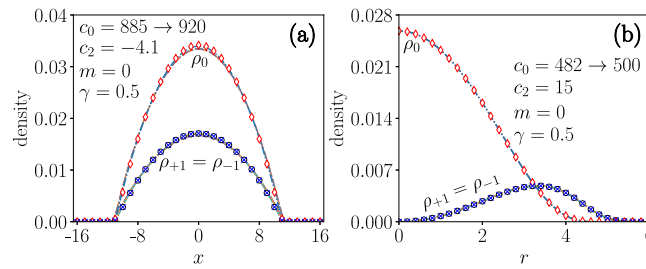 (a)
c₀ = 885 → 920
c₂ = −4.1
m = 0
γ = 0.5
ρ₀
ρ₊₁ = ρ₋₁
density
0.04
0.03
0.02
0.01
0.00
-16
-8
0
8
16
x
(b)
ρ₀
c₀ = 482 → 500
c₂ = 15
m = 0
γ = 0.5
ρ₊₁ = ρ₋₁
density
0.028
0.021
0.014
0.007
0.000
0
2
4
r